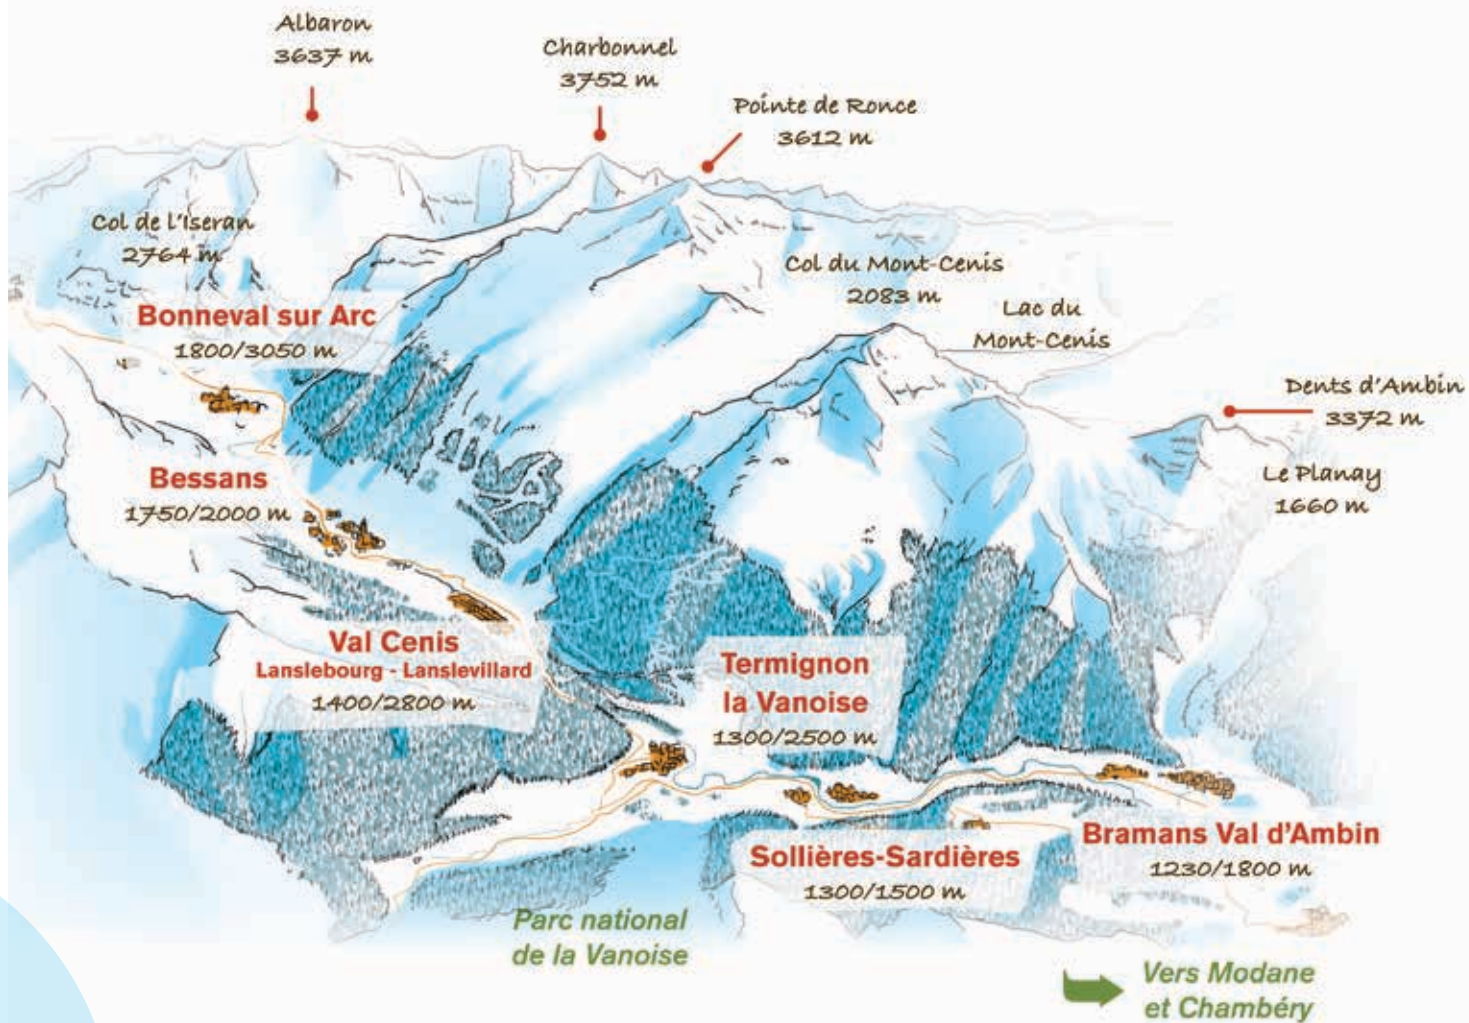 Albaron
3637 m
Charbonnel
3752 m
Pointe de Ronce
3612 m
Col de l'Iseran
2764 m
Col du Mont-Cenis
2083 m
Lac du
Mont-Cenis
Bonneval sur Arc
1800/3050 m
Dents d'Ambin
3372 m
Le Planay
1660 m
Bessans
1750/2000 m
Val Cenis
Lanslebourg - Lanslevillard
1400/2800 m
Termignon
la Vanoise
1300/2500 m
Sollières-Sardières
1300/1500 m
Bramans Val d'Ambin
1230/1800 m
Parc national
de la Vanoise
Vers Modane
et Chambéry